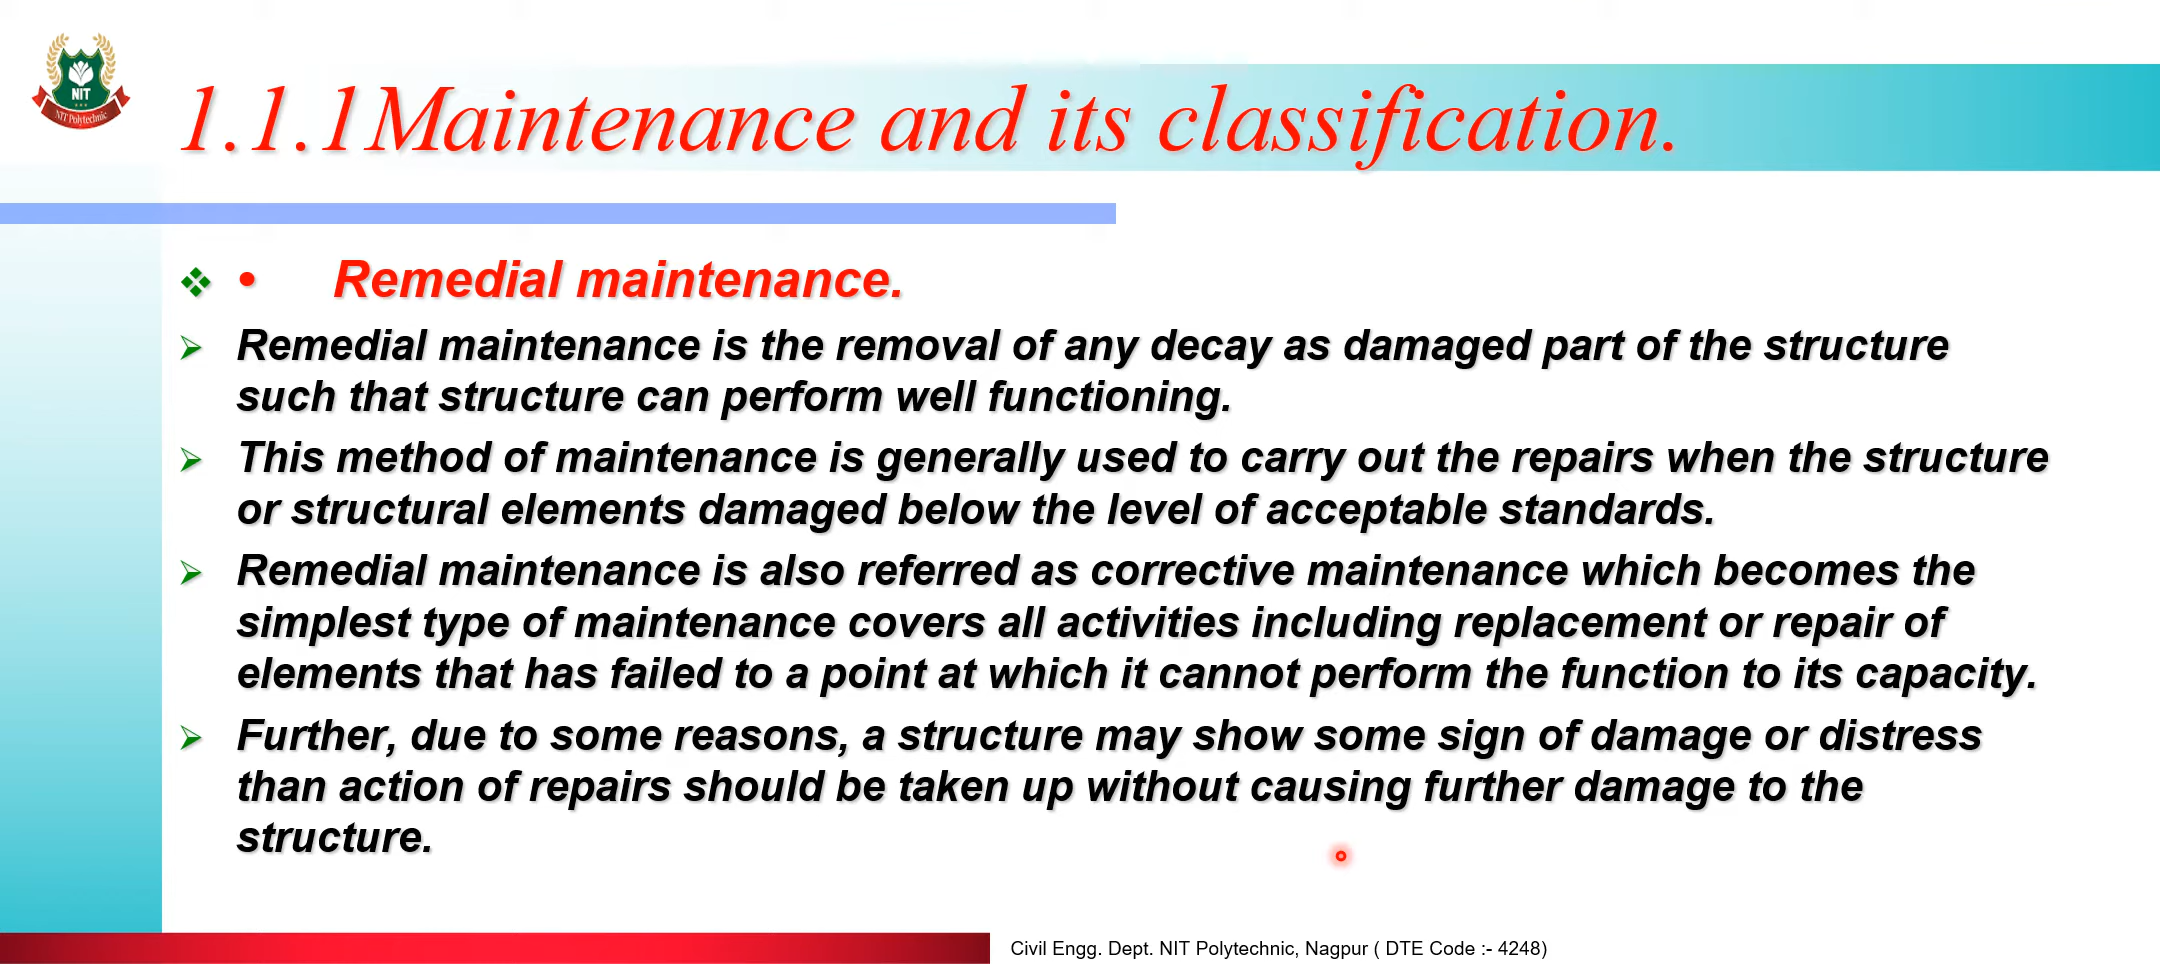 NIT
NIT Polytechnic
1.1.1 Maintenance and its classification.
• Remedial maintenance.
Remedial maintenance is the removal of any decay as damaged part of the structure
such that structure can perform well functioning.
This method of maintenance is generally used to carry out the repairs when the structure
or structural elements damaged below the level of acceptable standards.
Remedial maintenance is also referred as corrective maintenance which becomes the
simplest type of maintenance covers all activities including replacement or repair of
elements that has failed to a point at which it cannot perform the function to its capacity.
Further, due to some reasons, a structure may show some sign of damage or distress
than action of repairs should be taken up without causing further damage to the
structure.
Civil Engg. Dept. NIT Polytechnic, Nagpur ( DTE Code :- 4248)